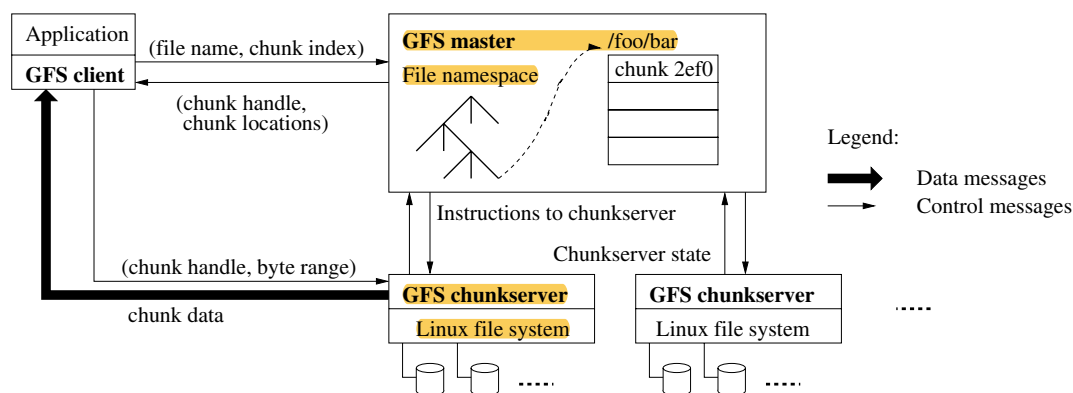 Application
GFS client
(file name, chunk index)
(chunk handle,
chunk locations)
GFS master
/foo/bar
File namespace
chunk 2ef0
Legend:
Data messages
Control messages
Instructions to chunkserver
Chunkserver state
(chunk handle, byte range)
chunk data
GFS chunkserver
Linux file system
GFS chunkserver
Linux file system